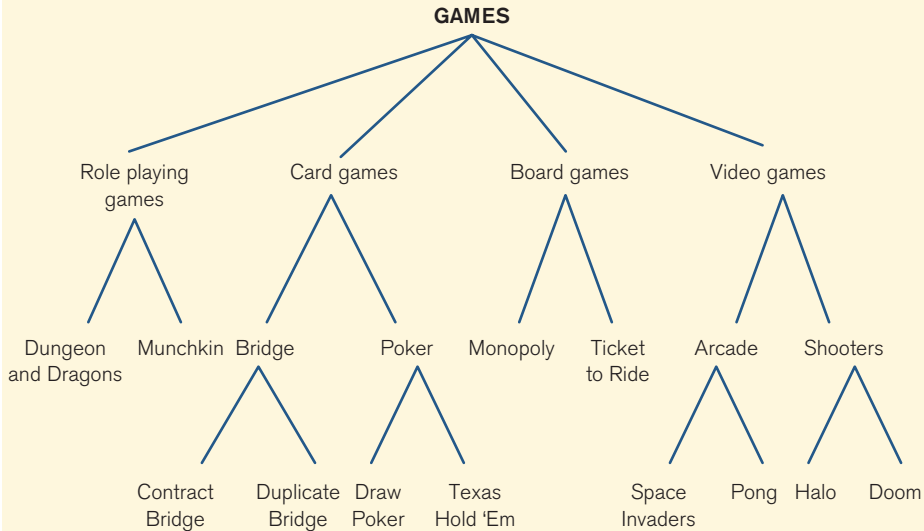 GAMES
Role playing
games
Card games
Board games
Video games
Dungeon
and Dragons
Munchkin
Bridge
Poker
Monopoly
Ticket
to Ride
Arcade
Shooters
Contract
Bridge
Duplicate
Bridge
Draw
Poker
Texas
Hold ‘Em
Space
Invaders
Pong
Halo
Doom